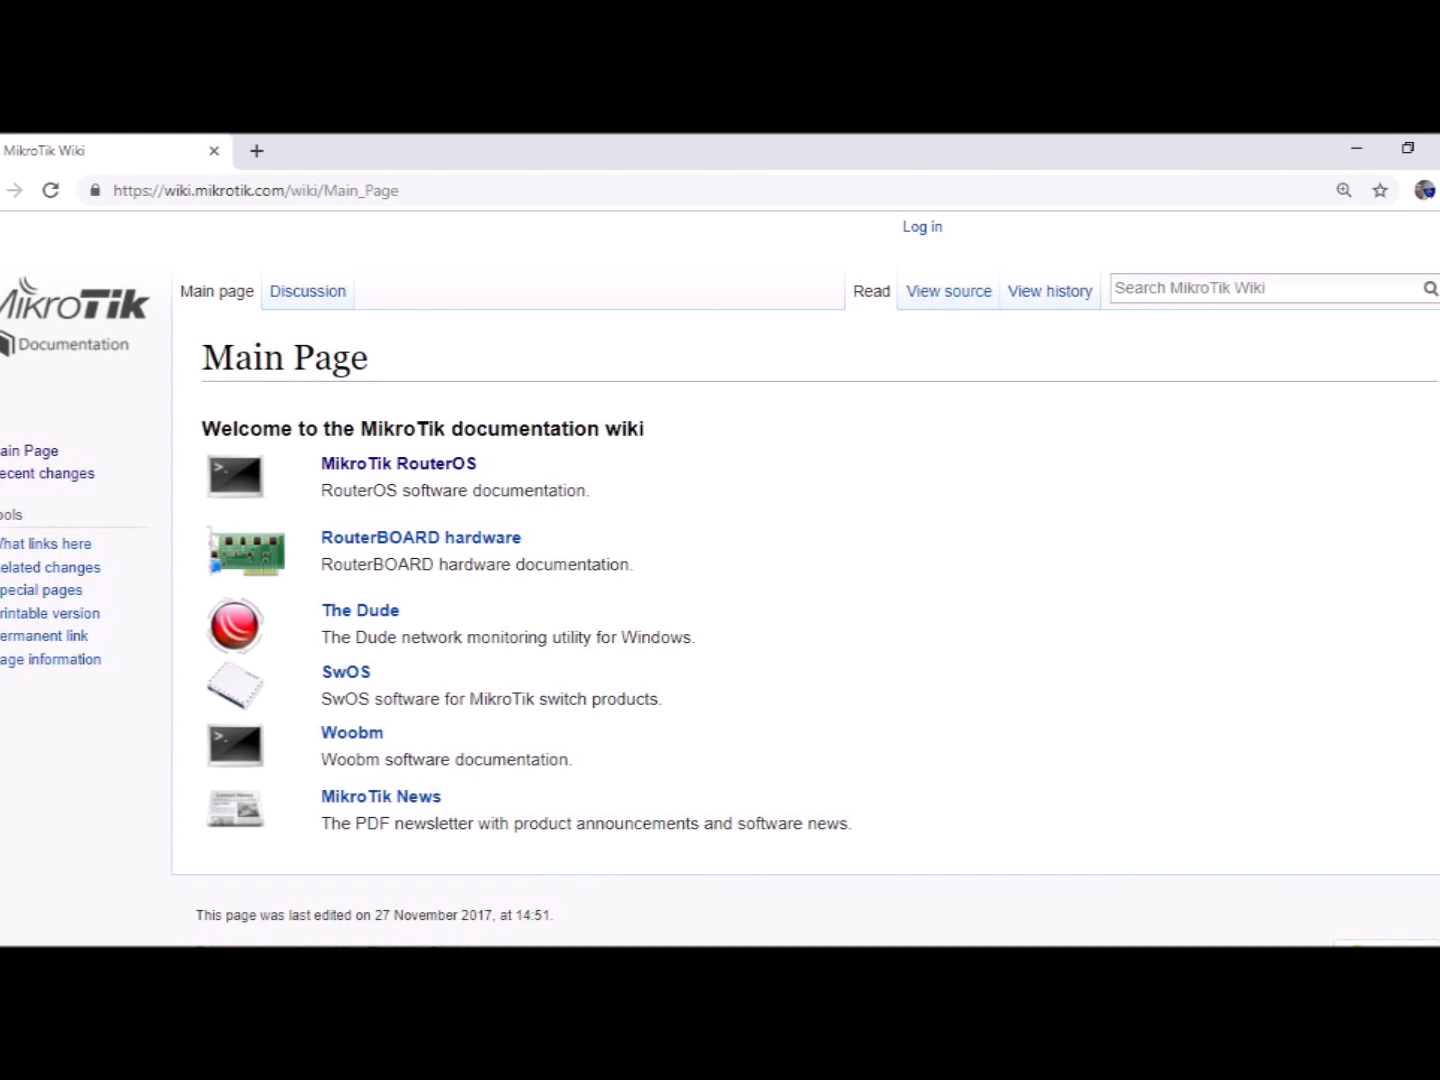 MikroTik Wiki
https://wiki.mikrotik.com/wiki/Main_Page
Log in
MikroTik
Documentation
Main page Discussion Read View source View history Search MikroTik Wiki
Main Page
Welcome to the MikroTik documentation wiki
MikroTik RouterOS
RouterOS software documentation.
RouterBOARD hardware
RouterBOARD hardware documentation.
The Dude
The Dude network monitoring utility for Windows.
SwOS
SwOS software for MikroTik switch products.
Woobm
Woobm software documentation.
MikroTik News
The PDF newsletter with product announcements and software news.
ain Page
ecent changes
ools
hat links here
elated changes
pecial pages
rintable version
ermanent link
age information
This page was last edited on 27 November 2017, at 14:51.